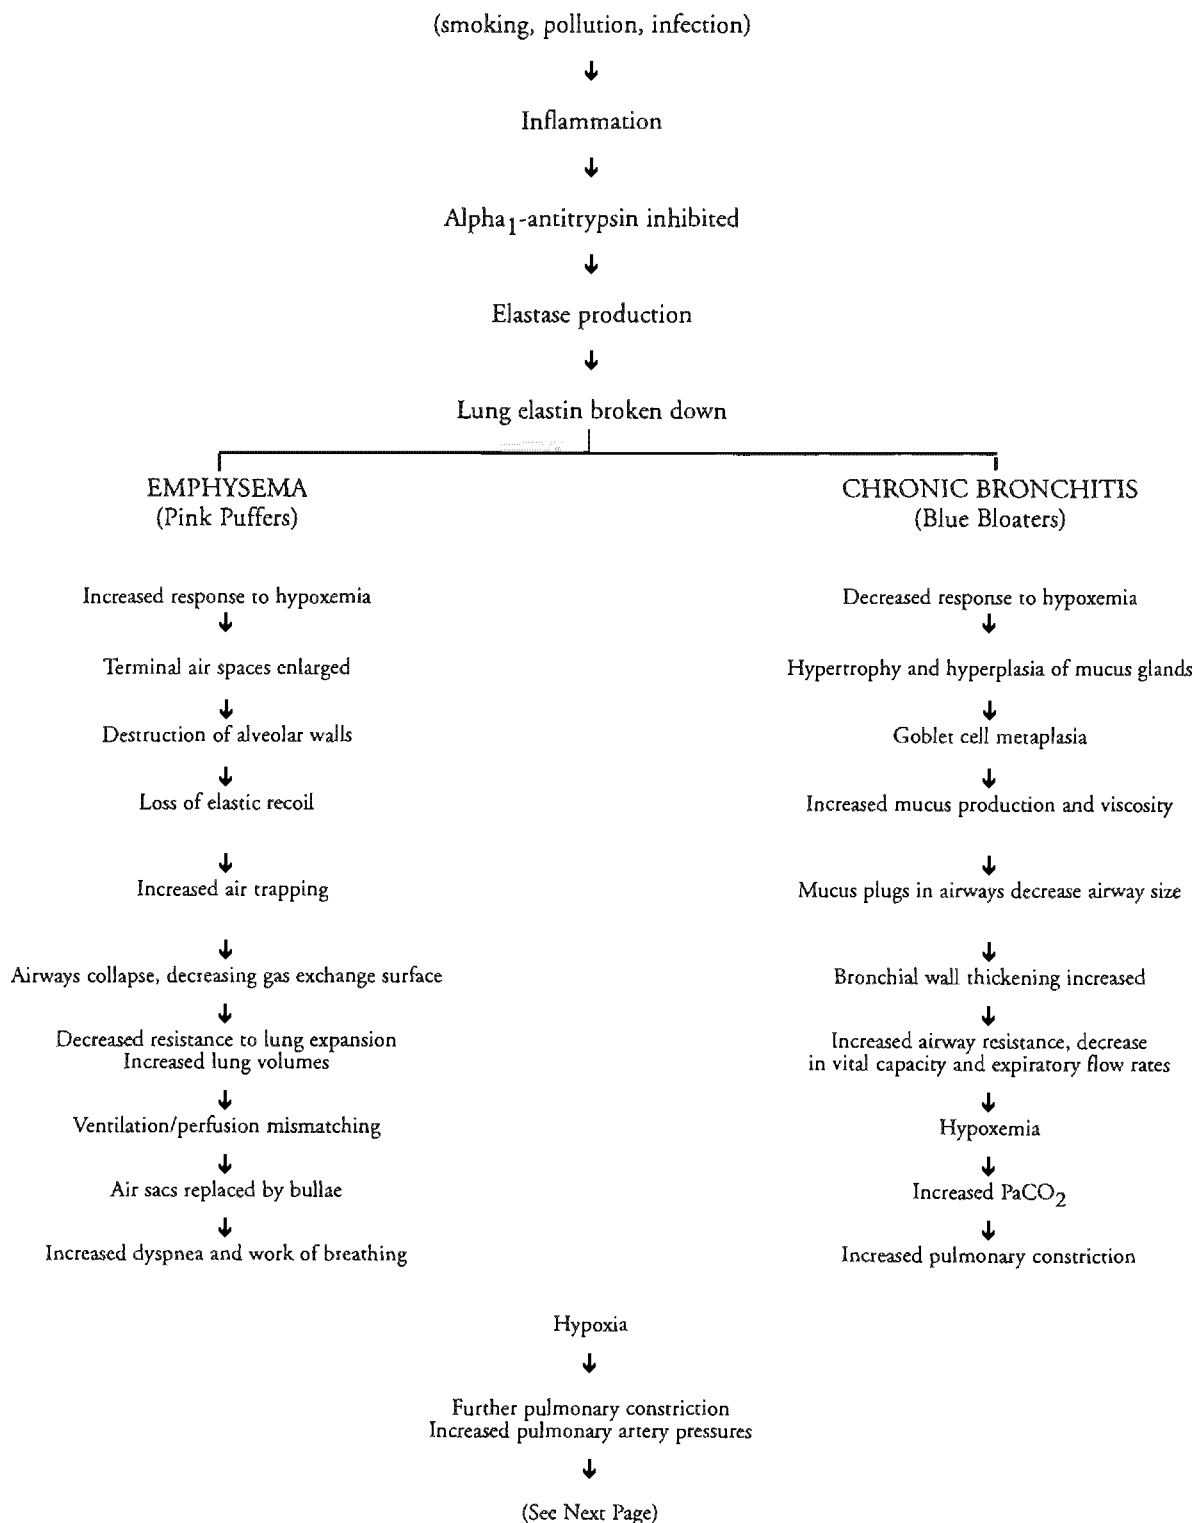 (smoking, pollution, infection)
↓
Inflammation
↓
Alpha1-antitrypsin inhibited
↓
Elastase production
↓
Lung elastin broken down
EMPHYSEMA
(Pink Puffers)
Increased response to hypoxemia
↓
Terminal air spaces enlarged
↓
Destruction of alveolar walls
↓
Loss of elastic recoil
↓
Increased air trapping
↓
Airways collapse, decreasing gas exchange surface
↓
Decreased resistance to lung expansion
Increased lung volumes
↓
Ventilation/perfusion mismatching
↓
Air sacs replaced by bullae
↓
Increased dyspnea and work of breathing
CHRONIC BRONCHITIS
(Blue Bloaters)
Decreased response to hypoxemia
↓
Hypertrophy and hyperplasia of mucus glands
↓
Goblet cell metaplasia
↓
Increased mucus production and viscosity
↓
Mucus plugs in airways decrease airway size
↓
Bronchial wall thickening increased
↓
Increased airway resistance, decrease
in vital capacity and expiratory flow rates
↓
Hypoxemia
↓
Increased PaCO2
↓
Increased pulmonary constriction
Hypoxia
↓
Further pulmonary constriction
Increased pulmonary artery pressures
↓
(See Next Page)